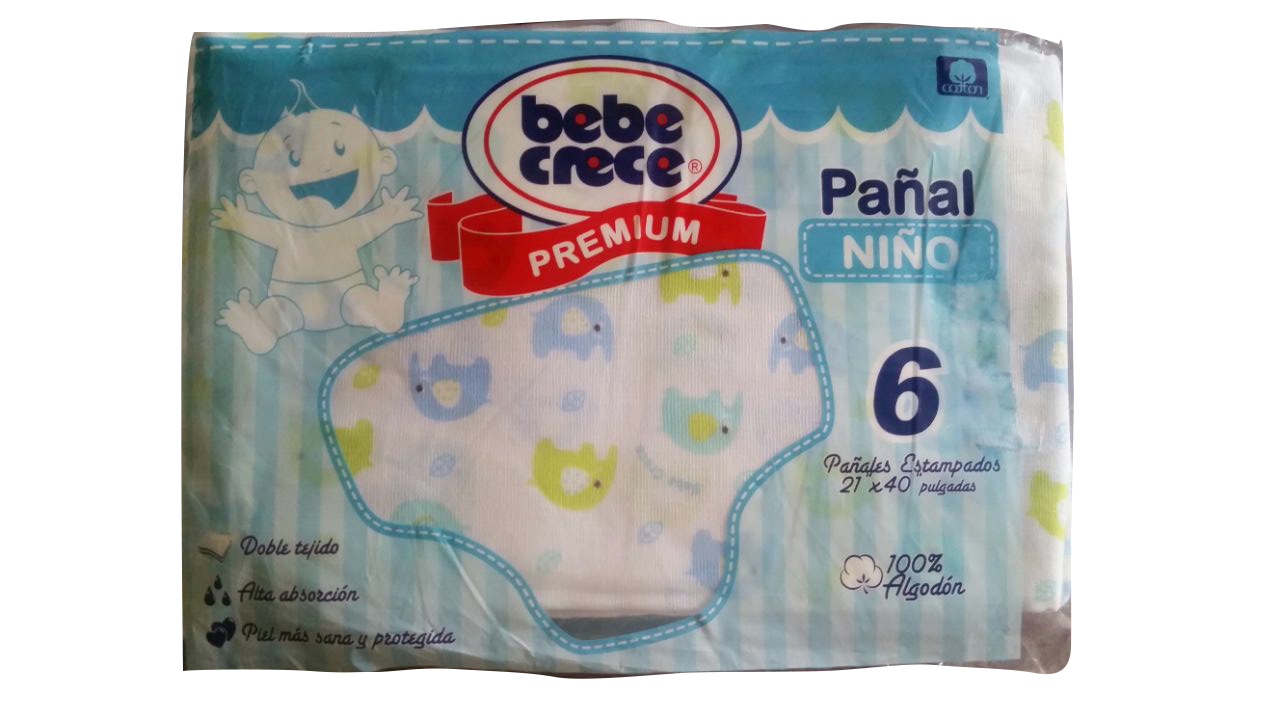 cotton
bebe
crece®
PREMIUM
Pañal
NIÑO
6
Pañales Estampados
21 x 40 pulgadas
100%
Algodón
Doble tejido
Alta absorción
Piel más sana y protegida